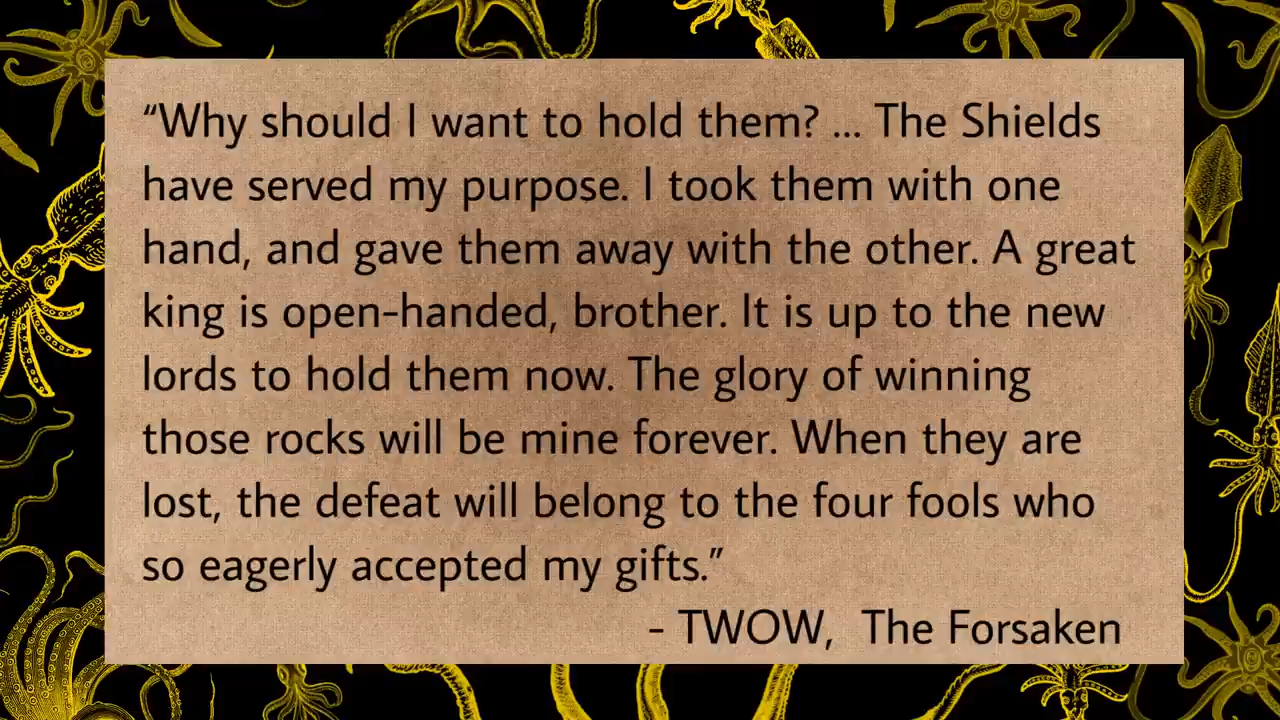 “Why should I want to hold them? ... The Shields
have served my purpose. I took them with one
hand, and gave them away with the other. A great
king is open-handed, brother. It is up to the new
lords to hold them now. The glory of winning
those rocks will be mine forever. When they are
lost, the defeat will belong to the four fools who
so eagerly accepted my gifts.”
- TWOW,  The Forsaken